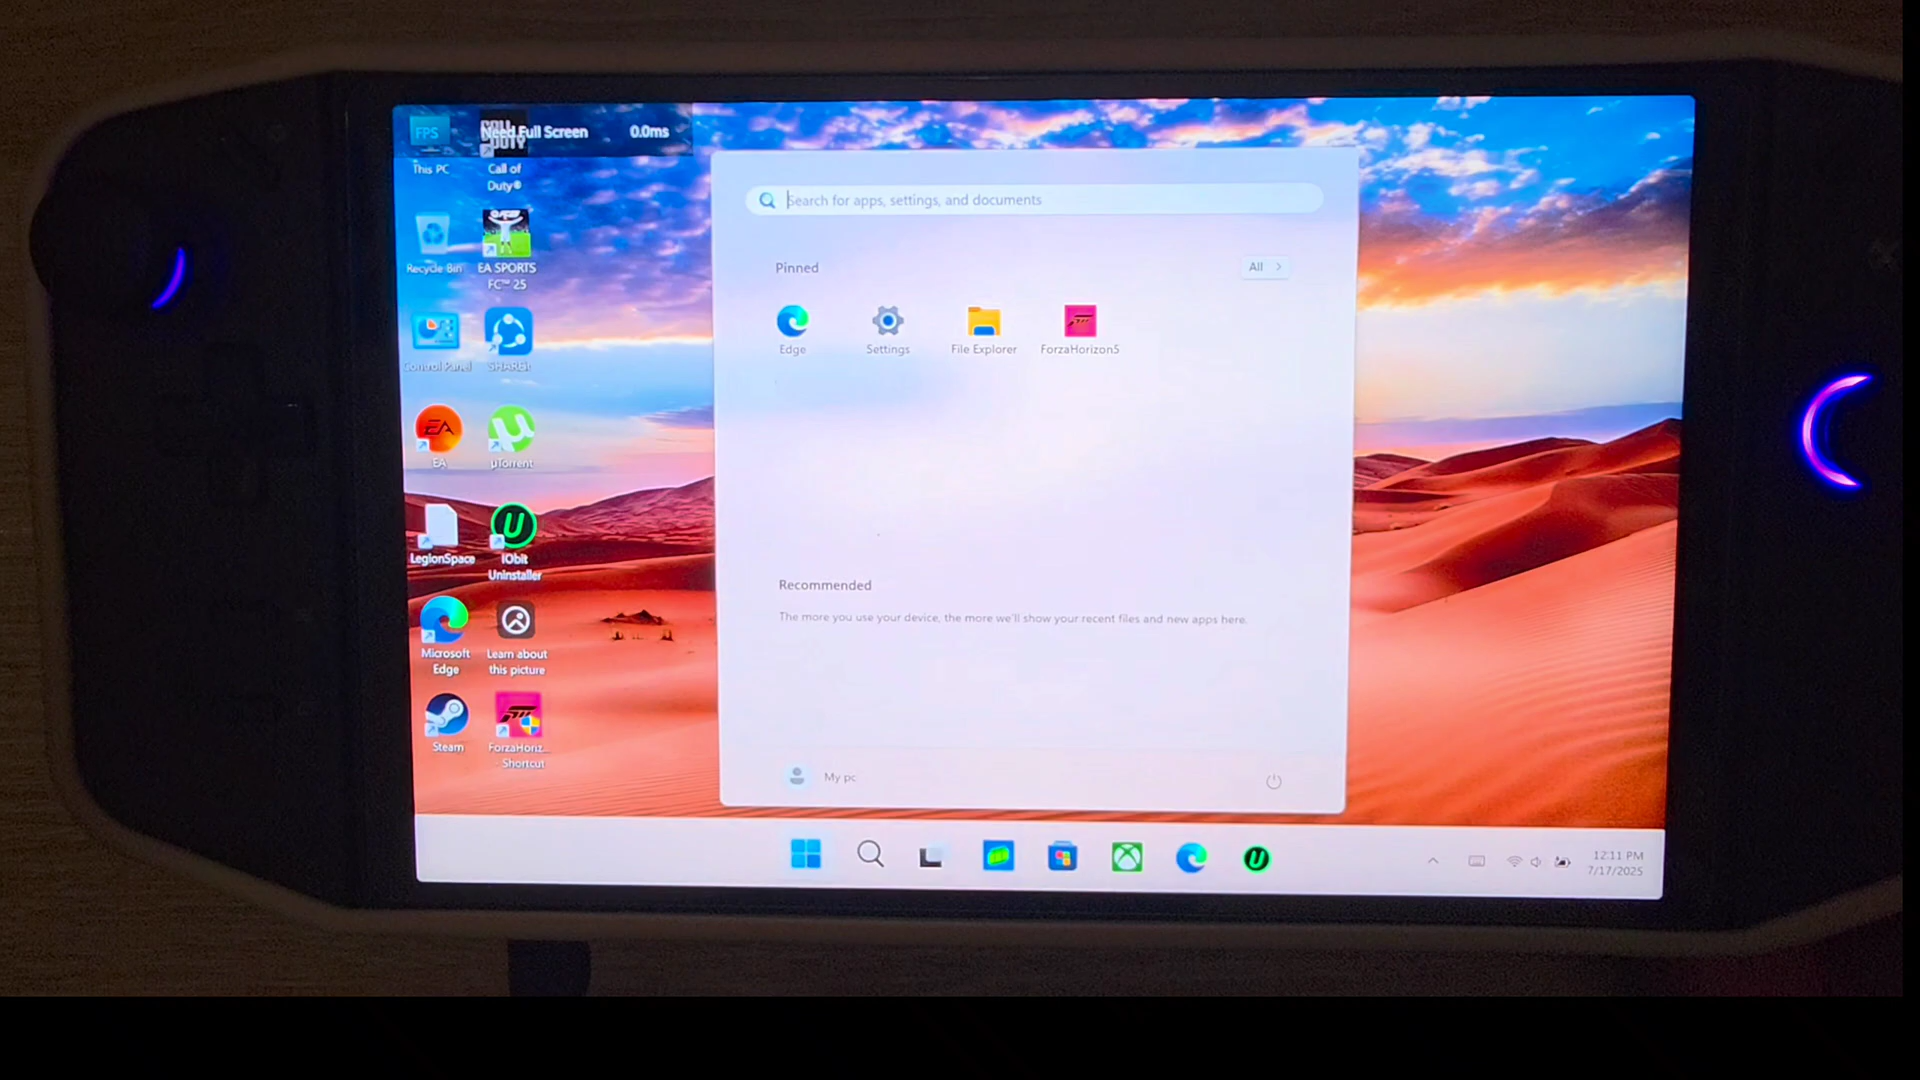 FPS
Need Full Screen
0.0ms
This PC
Call of
Duty®
Recycle Bin
EA SPORTS
FC™ 25
Control Panel
SHAREit
EA
µTorrent
LegionSpace
IObit
Uninstaller
Microsoft
Edge
Learn about
this picture
Steam
ForzaHoriz...
- Shortcut
Search for apps, settings, and documents
Pinned
All
Edge
Settings
File Explorer
ForzaHorizon5
Recommended
The more you use your device, the more we'll show your recent files and new apps here.
My pc
12:11 PM
7/17/2025